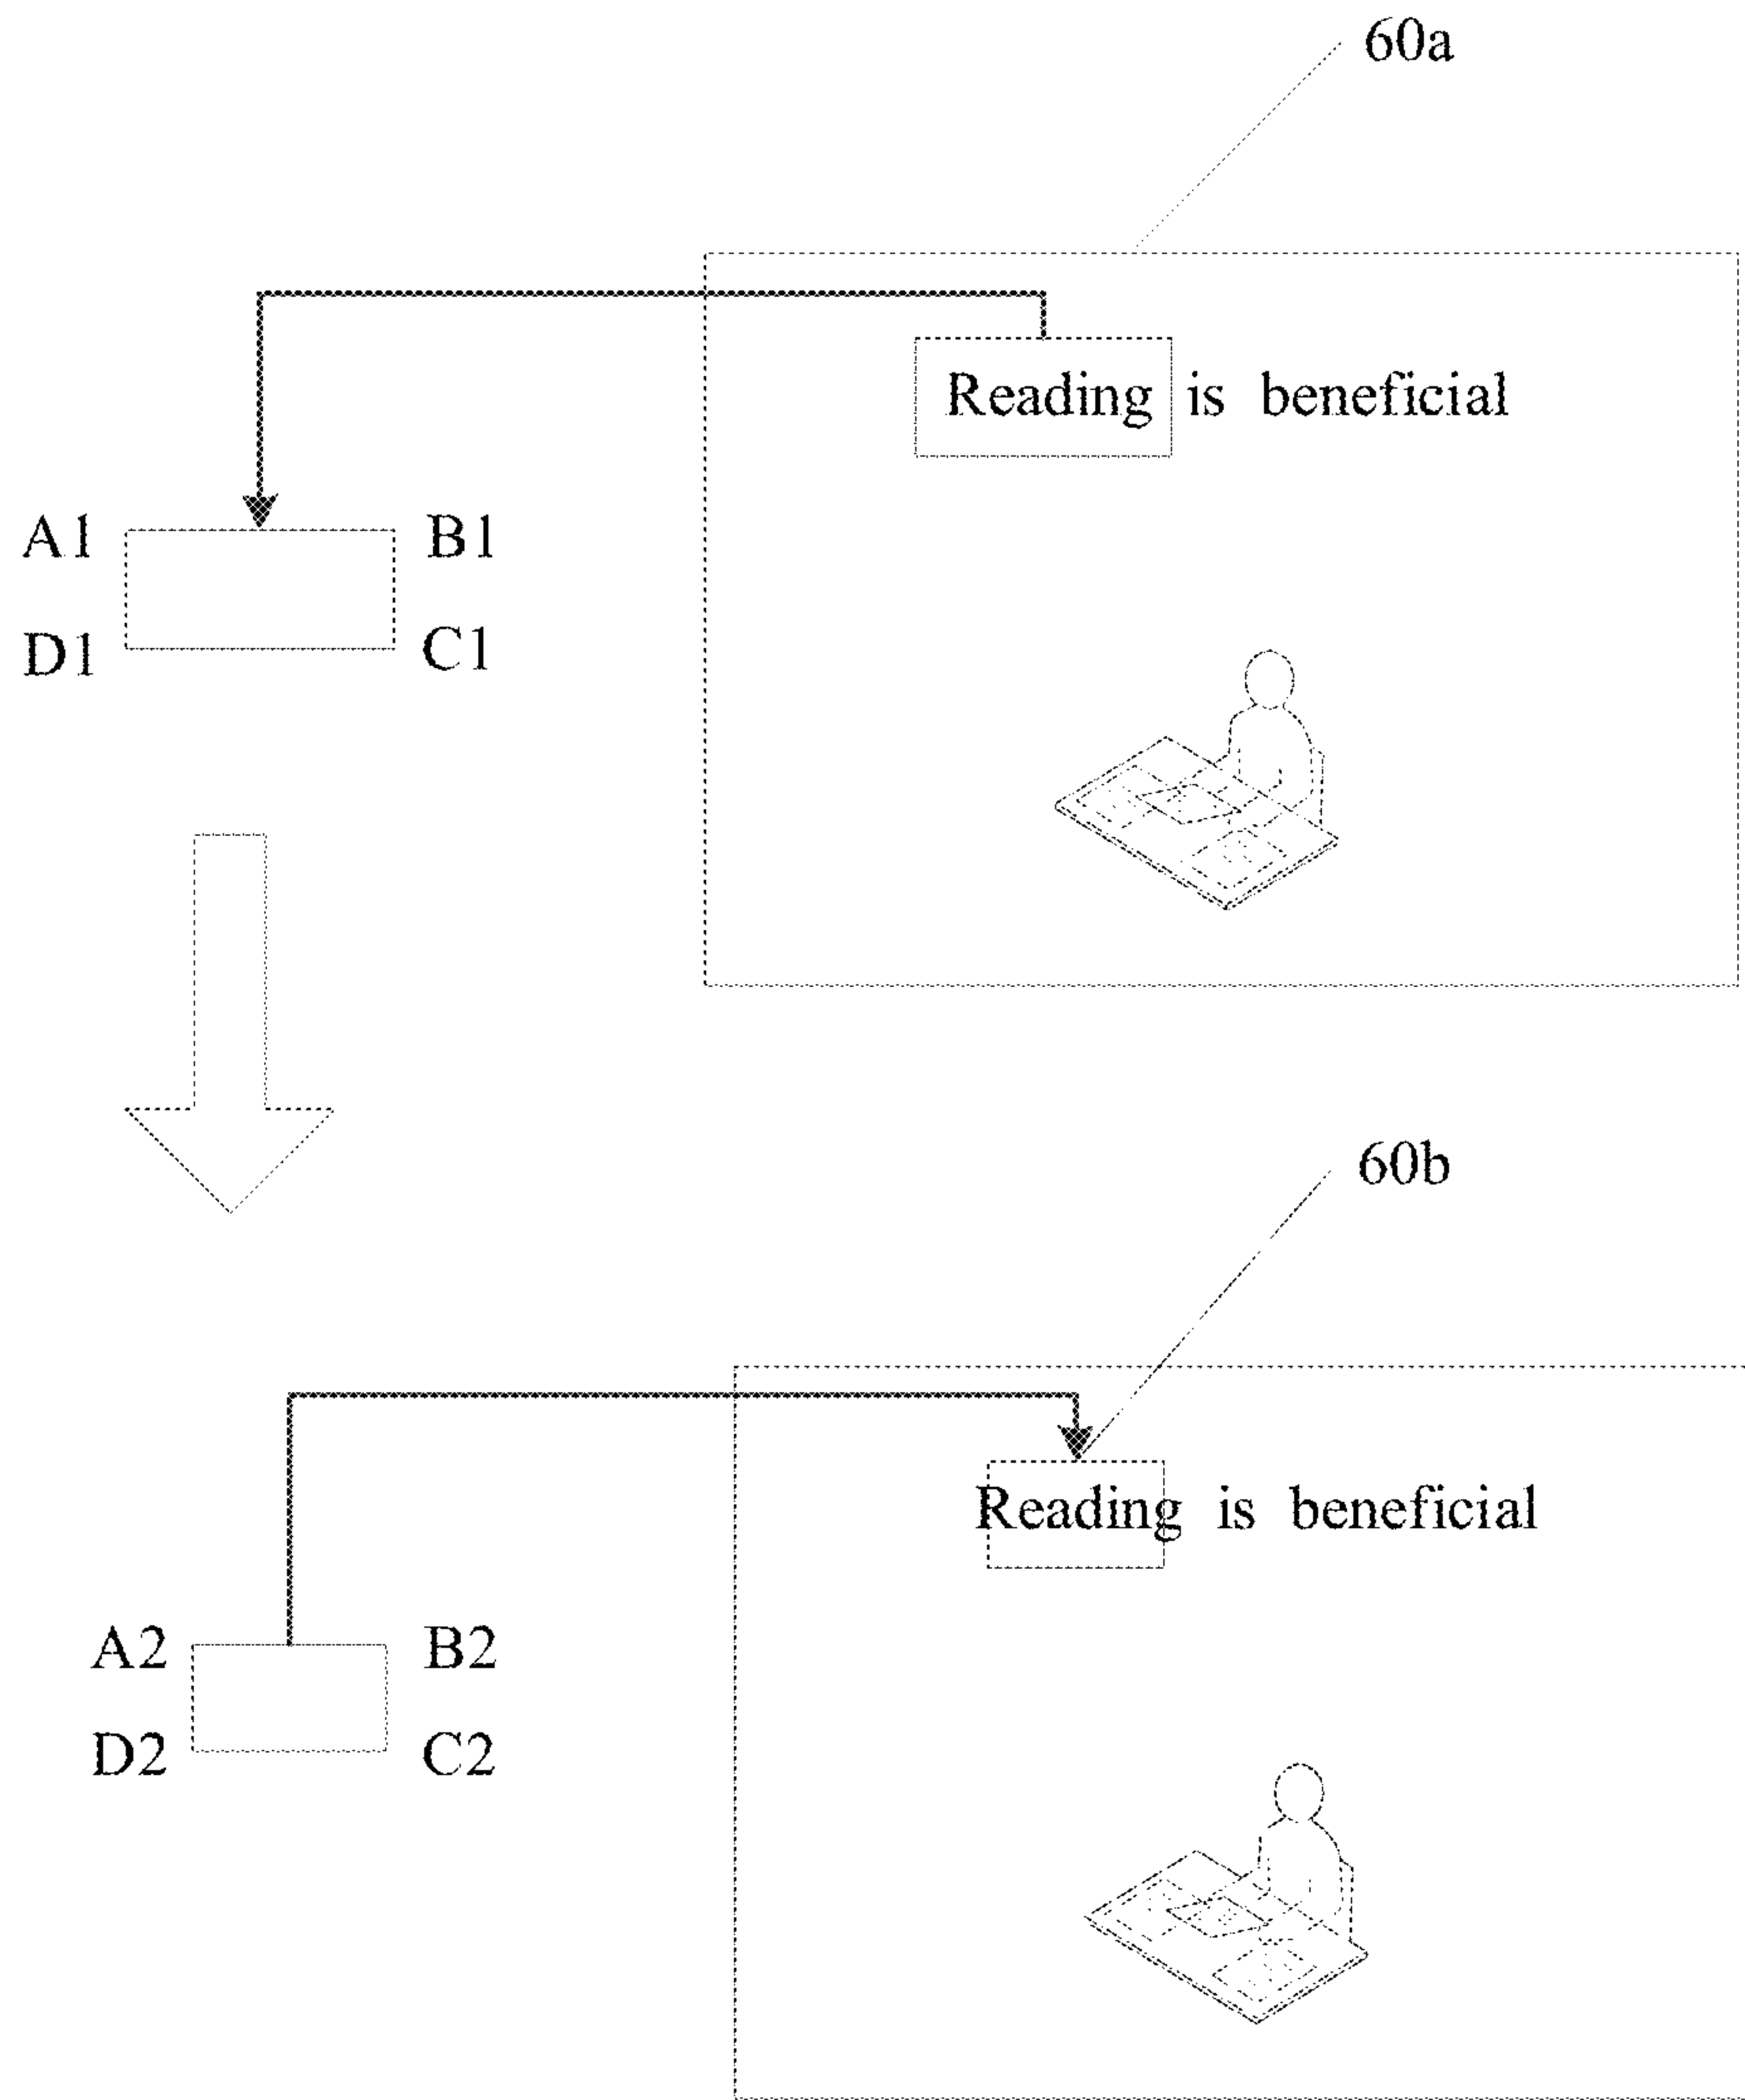 60a
Reading is beneficial
A1 B1
D1 C1
60b
Reading is beneficial
A2 B2
D2 C2